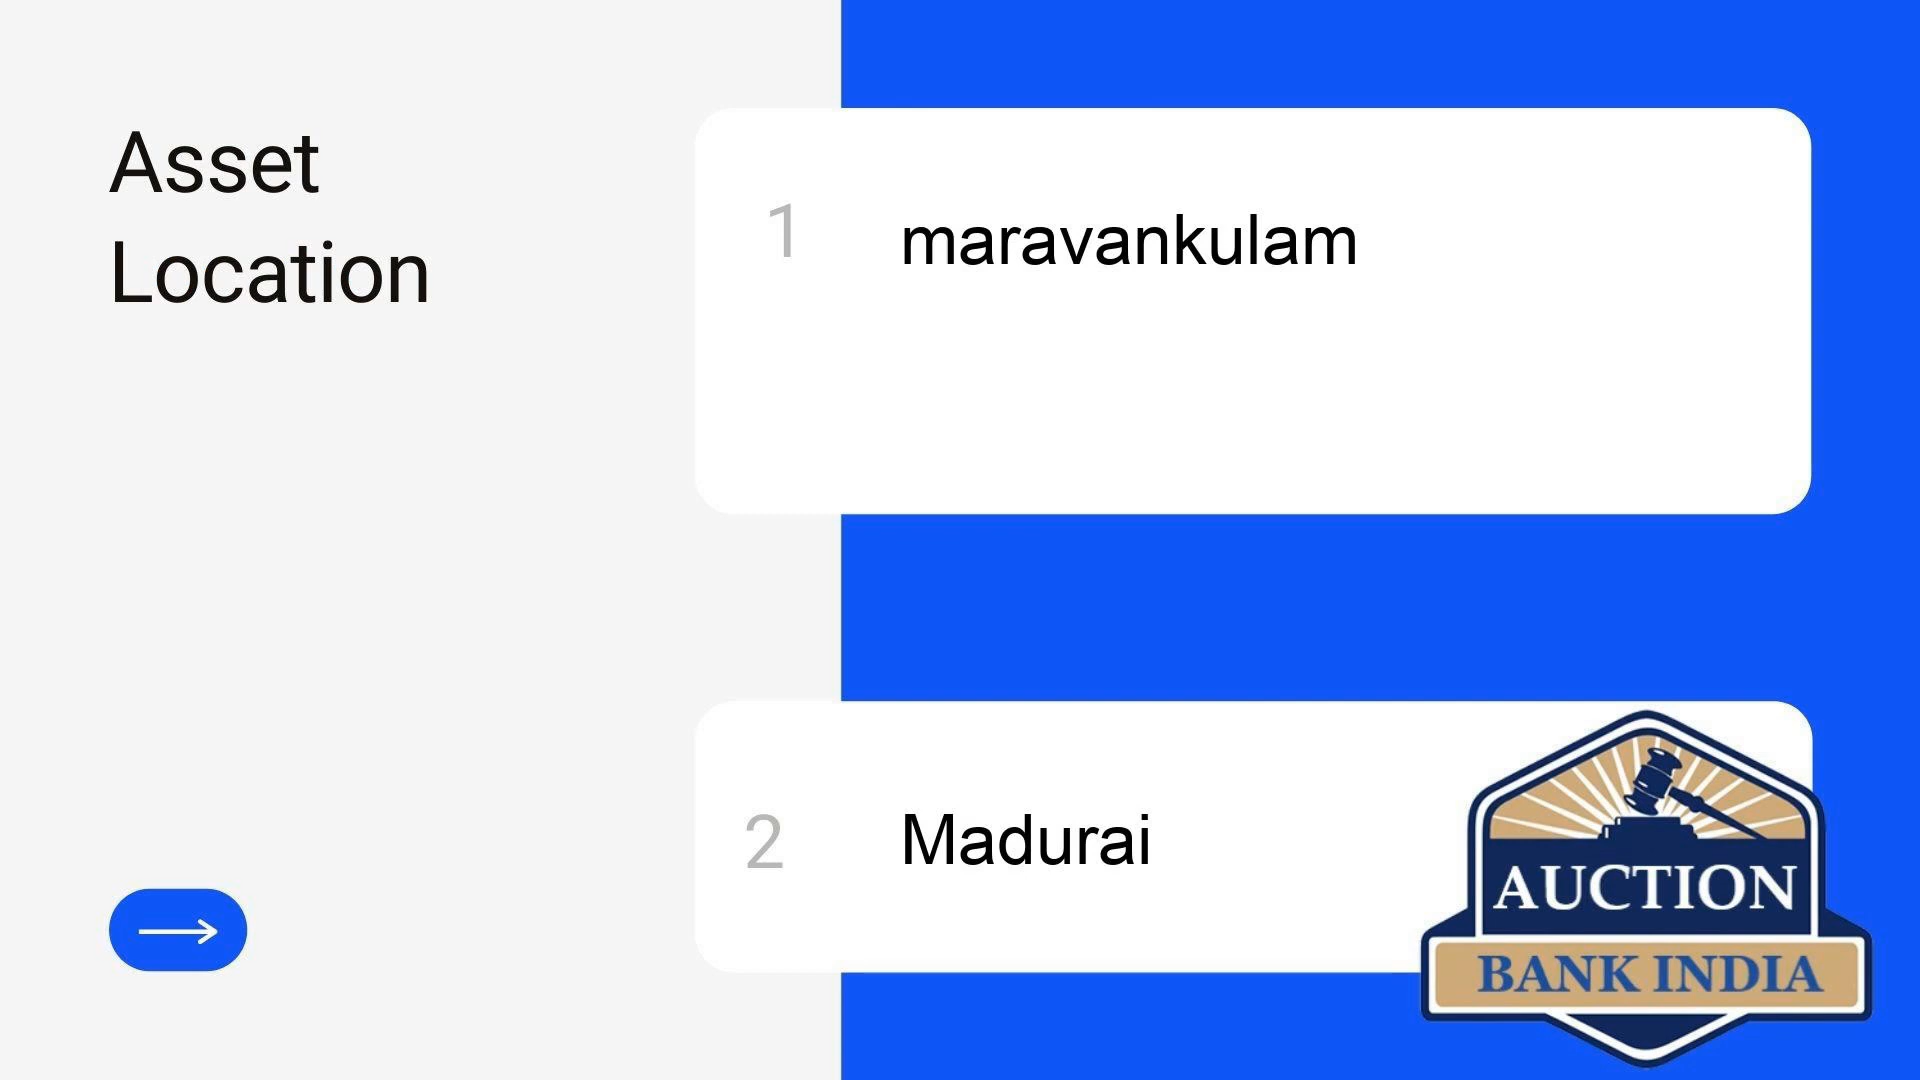 Asset
Location
1
maravankulam
2
Madurai
AUCTION
BANK INDIA